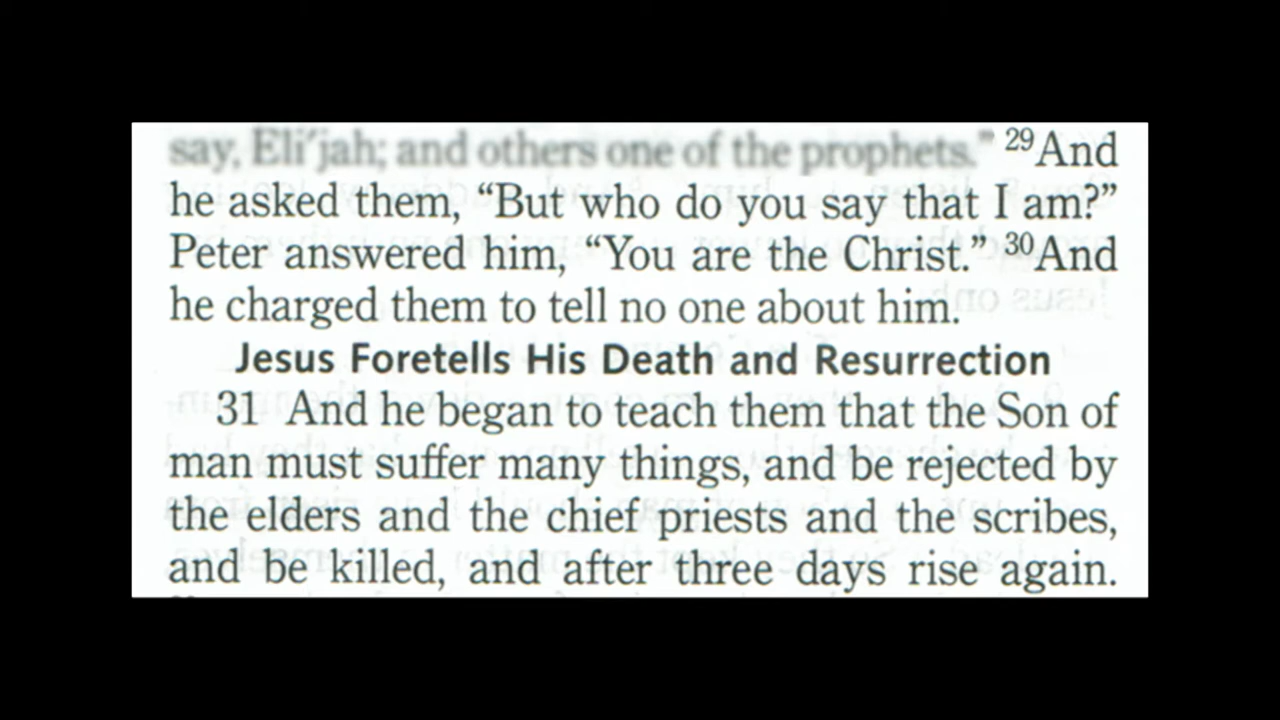 say, Eli′jah; and others one of the prophets.” 29And
he asked them, “But who do you say that I am?”
Peter answered him, “You are the Christ.” 30And
he charged them to tell no one about him.
Jesus Foretells His Death and Resurrection
31 And he began to teach them that the Son of
man must suffer many things, and be rejected by
the elders and the chief priests and the scribes,
and be killed, and after three days rise again.